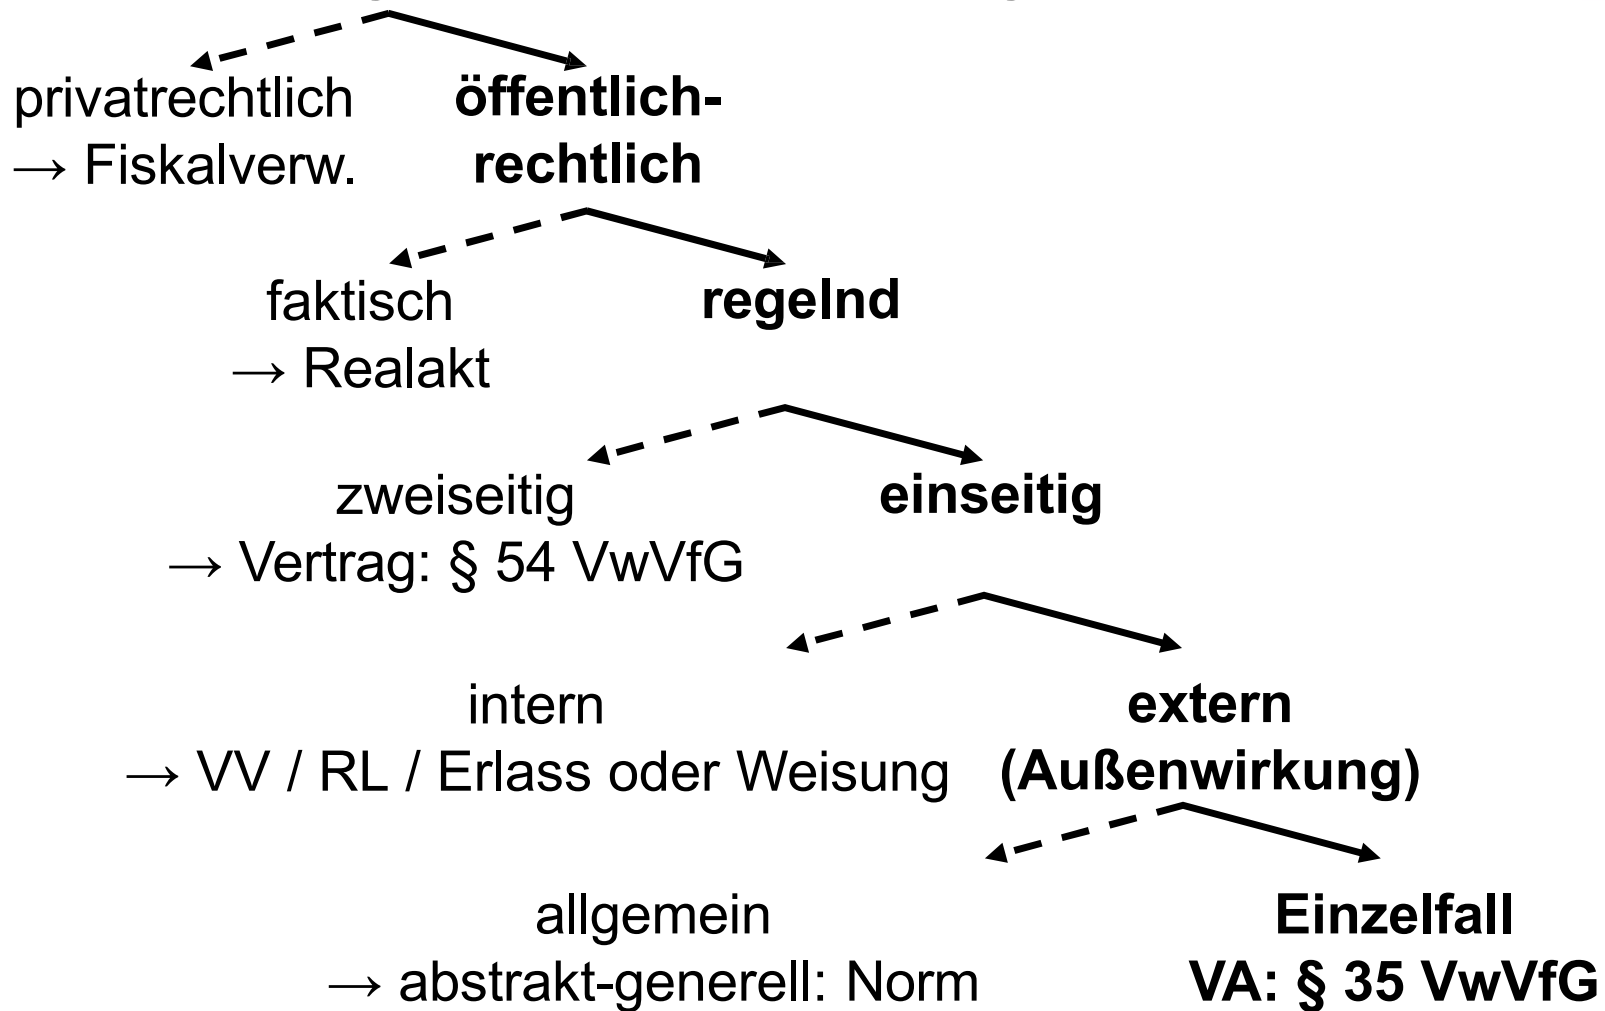 privatrechtlich öffentlich-
→ Fiskalverw. rechtlich
faktisch regelnd
→ Realakt
zweiseitig einseitig
→ Vertrag: § 54 VwVfG
intern extern
→ VV / RL / Erlass oder Weisung (Außenwirkung)
allgemein Einzelfall
→ abstrakt-generell: Norm VA: § 35 VwVfG